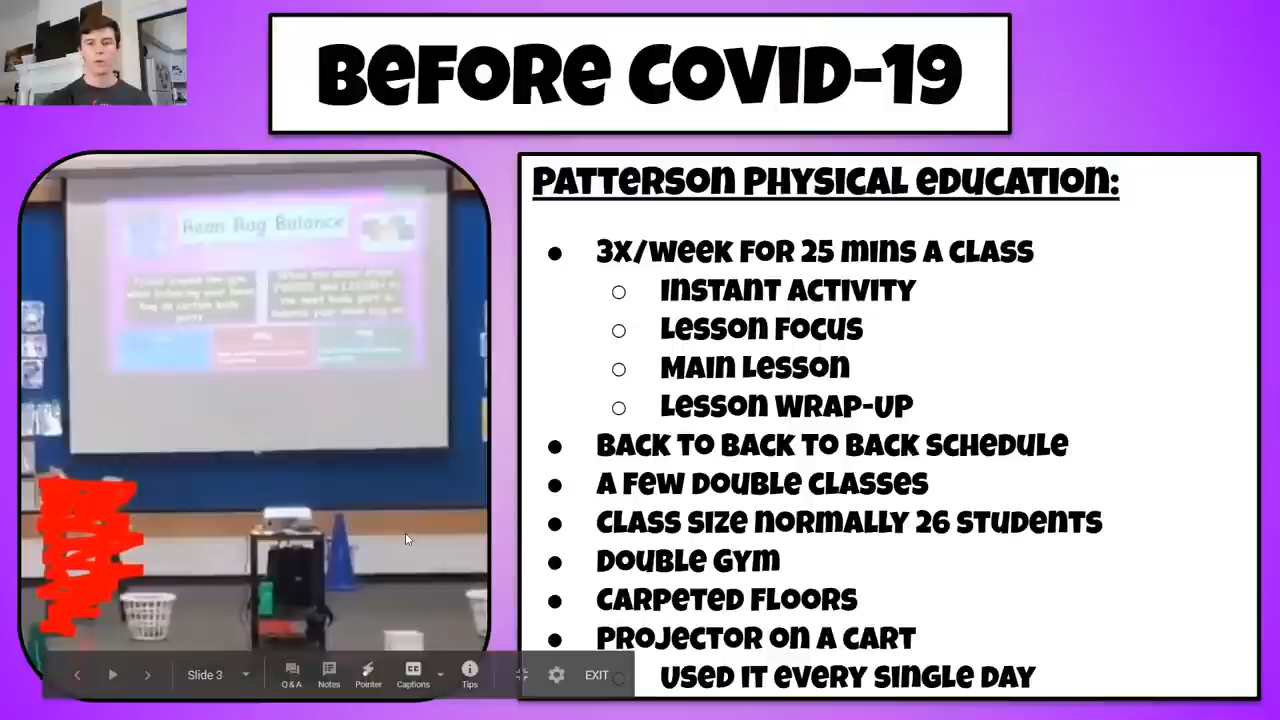 BEFORE COVID-19
PATTERSON PHYSICAL EDUCATION:
3X/WEEK FOR 25 MINS A CLASS
INSTANT ACTIVITY
LESSON FOCUS
MAIN LESSON
LESSON WRAP-UP
BACK TO BACK TO BACK SCHEDULE
A FEW DOUBLE CLASSES
CLASS SIZE NORMALLY 26 STUDENTS
DOUBLE GYM
CARPETED FLOORS
PROJECTOR ON A CART
USED IT EVERY SINGLE DAY
Bean Bag Balance
Slide 3
Q & A
Notes
Pointer
CC
Captions
Tips
EXIT